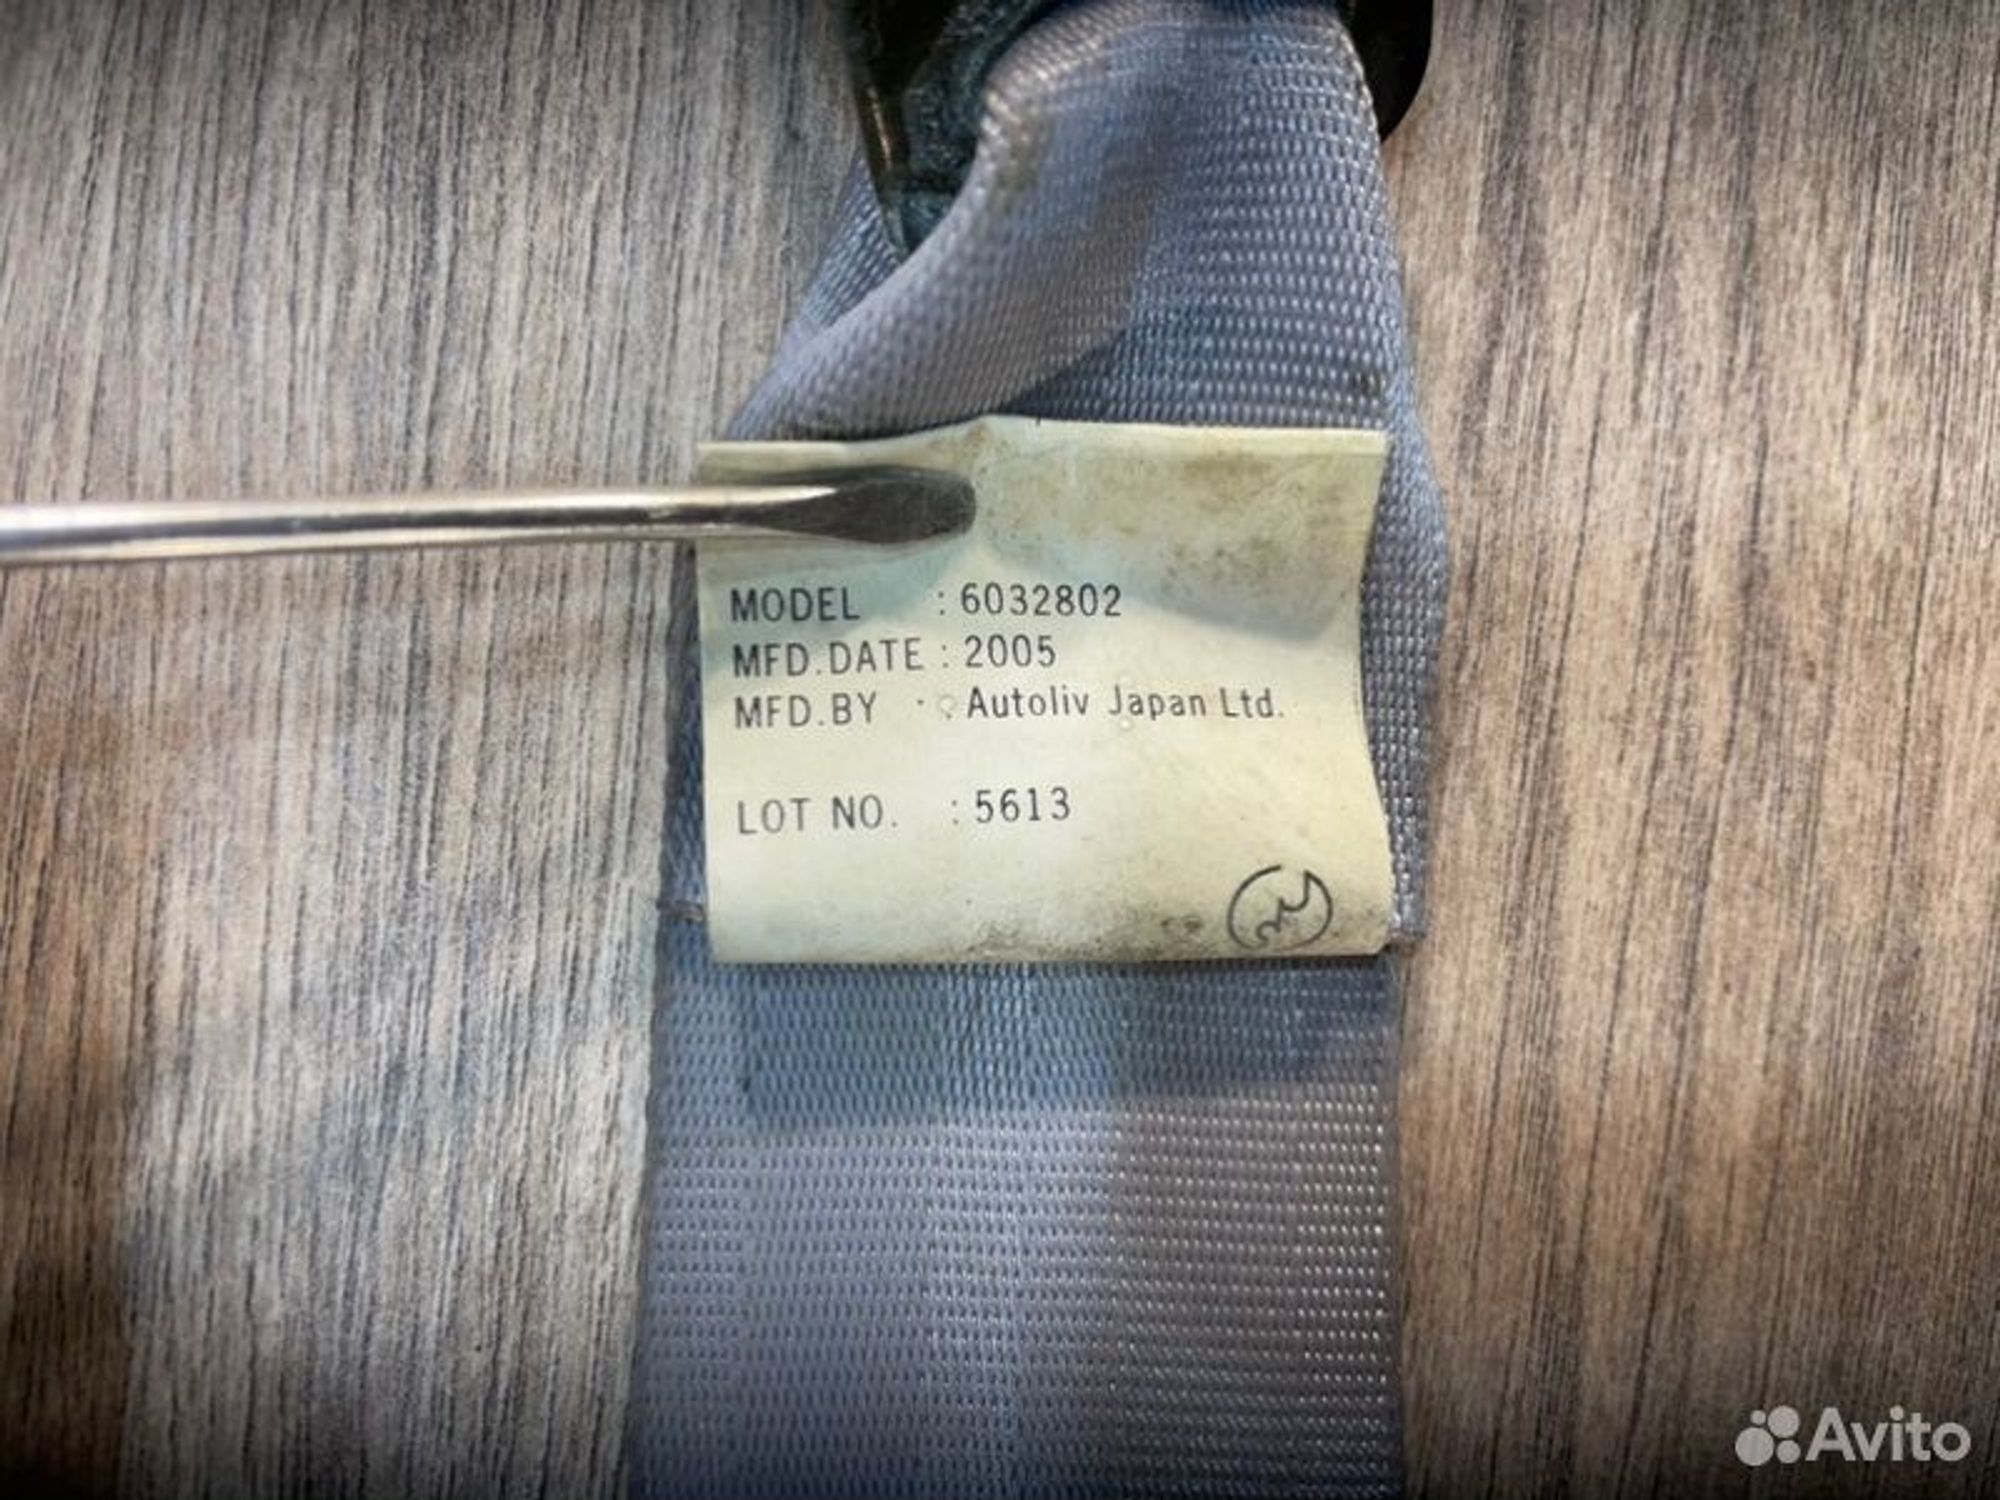 MODEL : 6032802
MFD.DATE : 2005
MFD.BY : Autoliv Japan Ltd.
LOT NO. : 5613
Avito